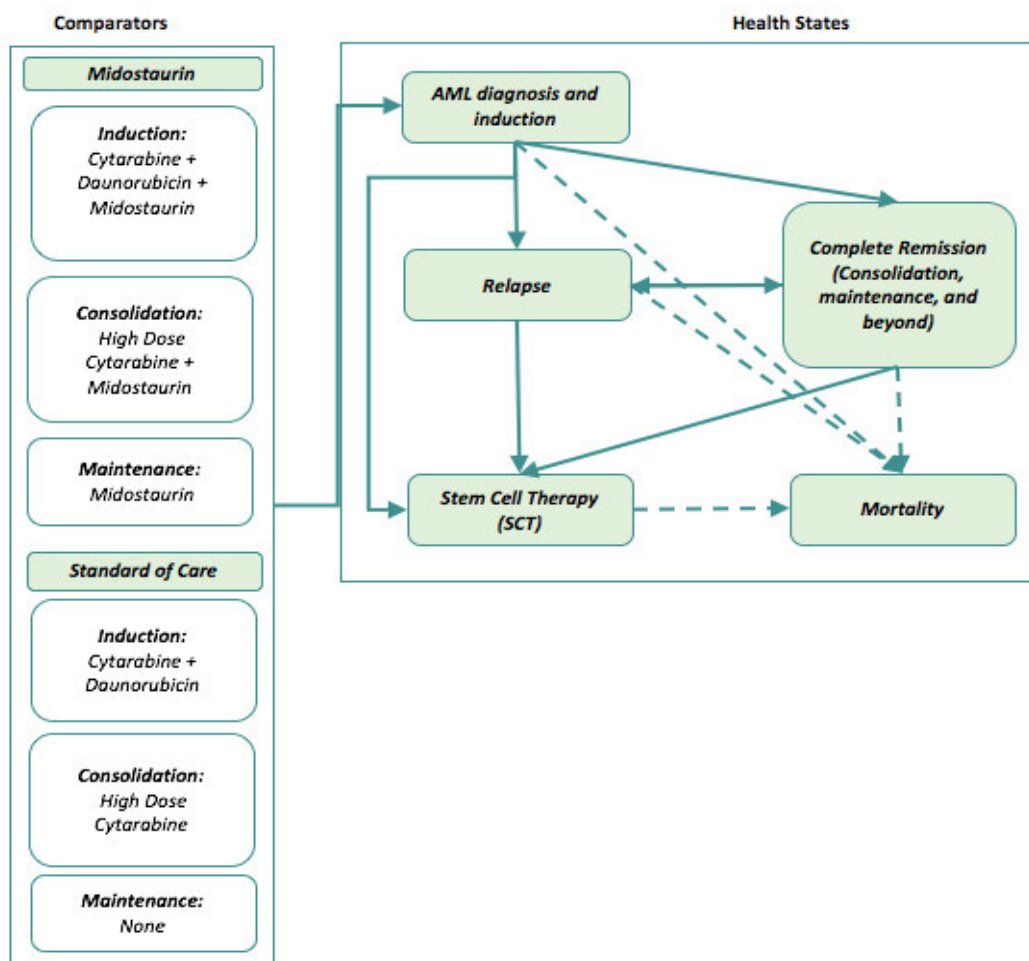 Comparators
Health States
Midostaurin
Induction:
Cytarabine +
Daunorubicin +
Midostaurin
Consolidation:
High Dose
Cytarabine +
Midostaurin
Maintenance:
Midostaurin
Standard of Care
Induction:
Cytarabine +
Daunorubicin
Consolidation:
High Dose
Cytarabine
Maintenance:
None
AML diagnosis and
induction
Relapse
Complete Remission
(Consolidation,
maintenance, and
beyond)
Stem Cell Therapy
(SCT)
Mortality